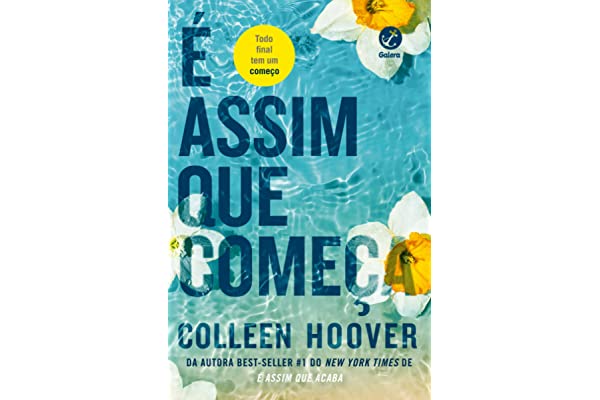 Todo
final
tem um
começo
Galera
É
ASSIM
QUE
COMEÇA
COLLEEN HOOVER
DA AUTORA BEST-SELLER #1 DO NEW YORK TIMES DE
É ASSIM QUE ACABA